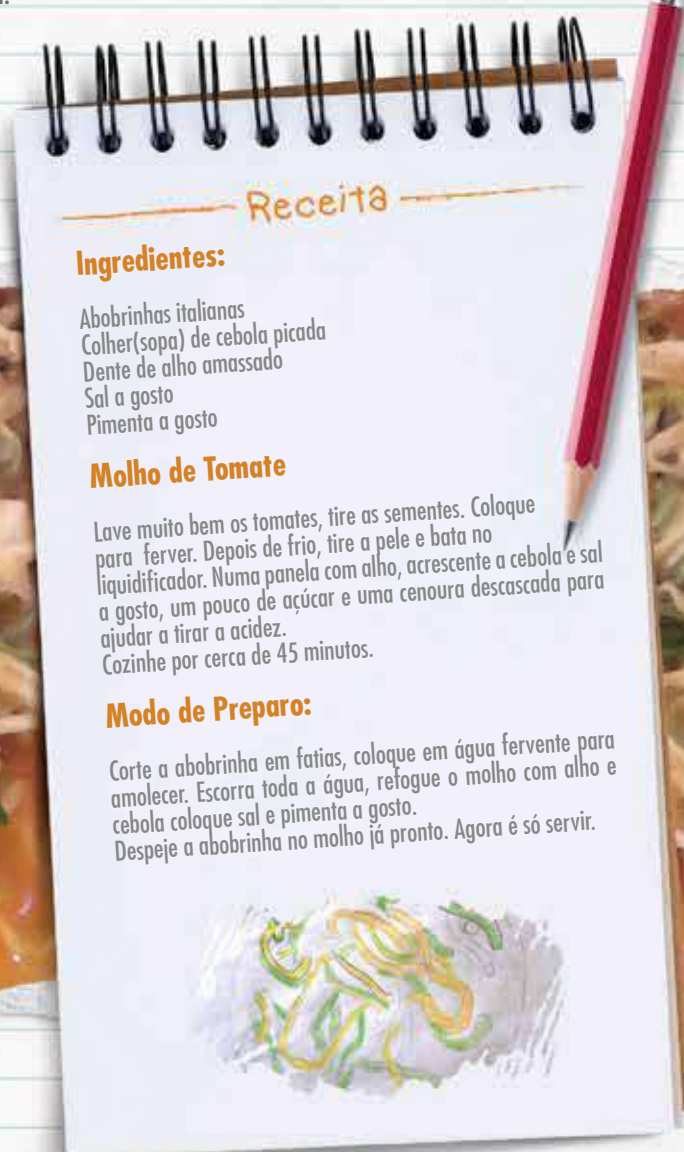 Receita
Ingredientes:
Abobrinhas italianas
Colher(sopa) de cebola picada
Dente de alho amassado
Sal a gosto
Pimenta a gosto
Molho de Tomate
Lave muito bem os tomates, tire as sementes. Coloque
para ferver. Depois de frio, tire a pele e bata no
liquidificador. Numa panela com alho, acrescente a cebola e sal
a gosto, um pouco de açúcar e uma cenoura descascada para
ajudar a tirar a acidez.
Cozinhe por cerca de 45 minutos.
Modo de Preparo:
Corte a abobrinha em fatias, coloque em água fervente para
amolecer. Escorra toda a água, refogue o molho com alho e
cebola coloque sal e pimenta a gosto.
Despeje a abobrinha no molho já pronto. Agora é só servir.